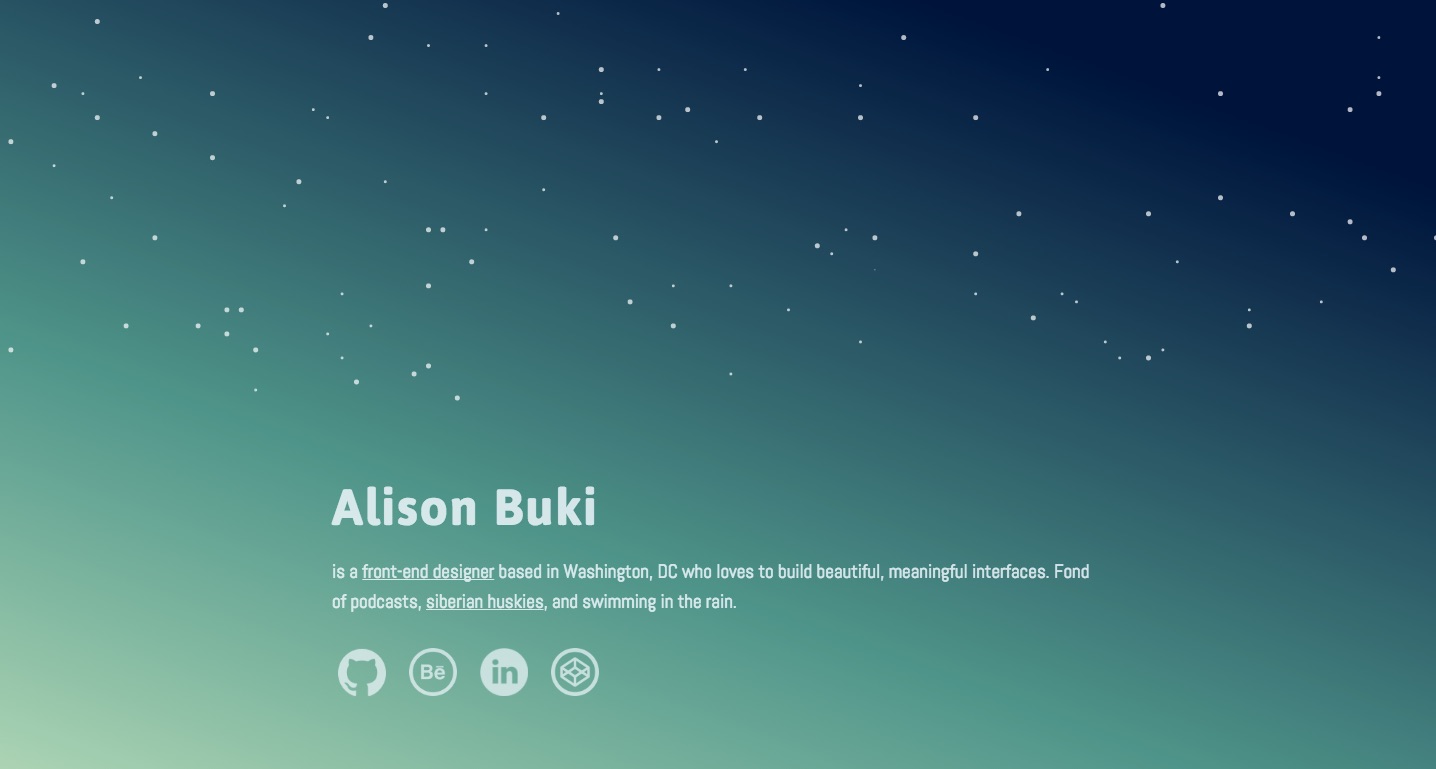 Alison Buki
is a front-end designer based in Washington, DC who loves to build beautiful, meaningful interfaces. Fond
of podcasts, siberian huskies, and swimming in the rain.
Bē in